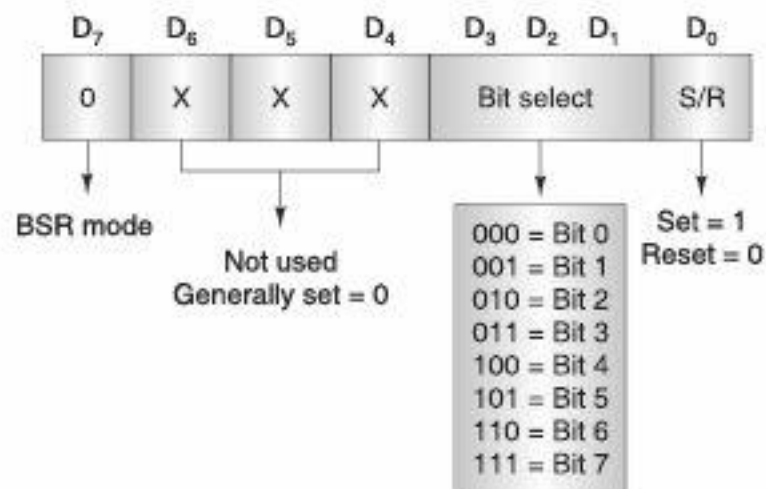 D7 D6 D5 D4 D3 D2 D1 D0
0 X X X Bit select S/R
BSR mode
Not used
Generally set = 0
000 = Bit 0
001 = Bit 1
010 = Bit 2
011 = Bit 3
100 = Bit 4
101 = Bit 5
110 = Bit 6
111 = Bit 7
Set = 1
Reset = 0